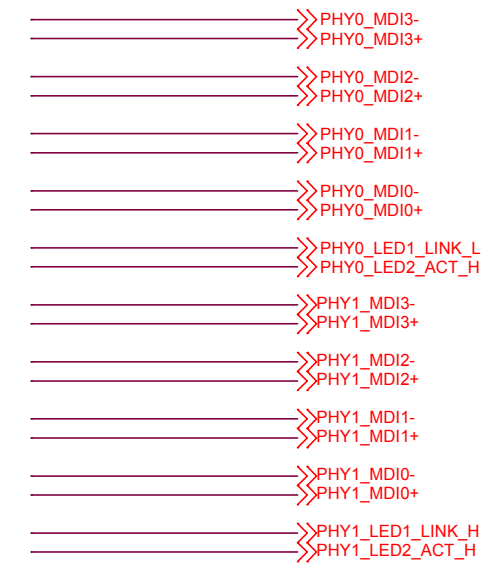 PHY0_MDI3-
PHY0_MDI3+
PHY0_MDI2-
PHY0_MDI2+
PHY0_MDI1-
PHY0_MDI1+
PHY0_MDI0-
PHY0_MDI0+
PHY0_LED1_LINK_L
PHY0_LED2_ACT_H
PHY1_MDI3-
PHY1_MDI3+
PHY1_MDI2-
PHY1_MDI2+
PHY1_MDI1-
PHY1_MDI1+
PHY1_MDI0-
PHY1_MDI0+
PHY1_LED1_LINK_H
PHY1_LED2_ACT_H